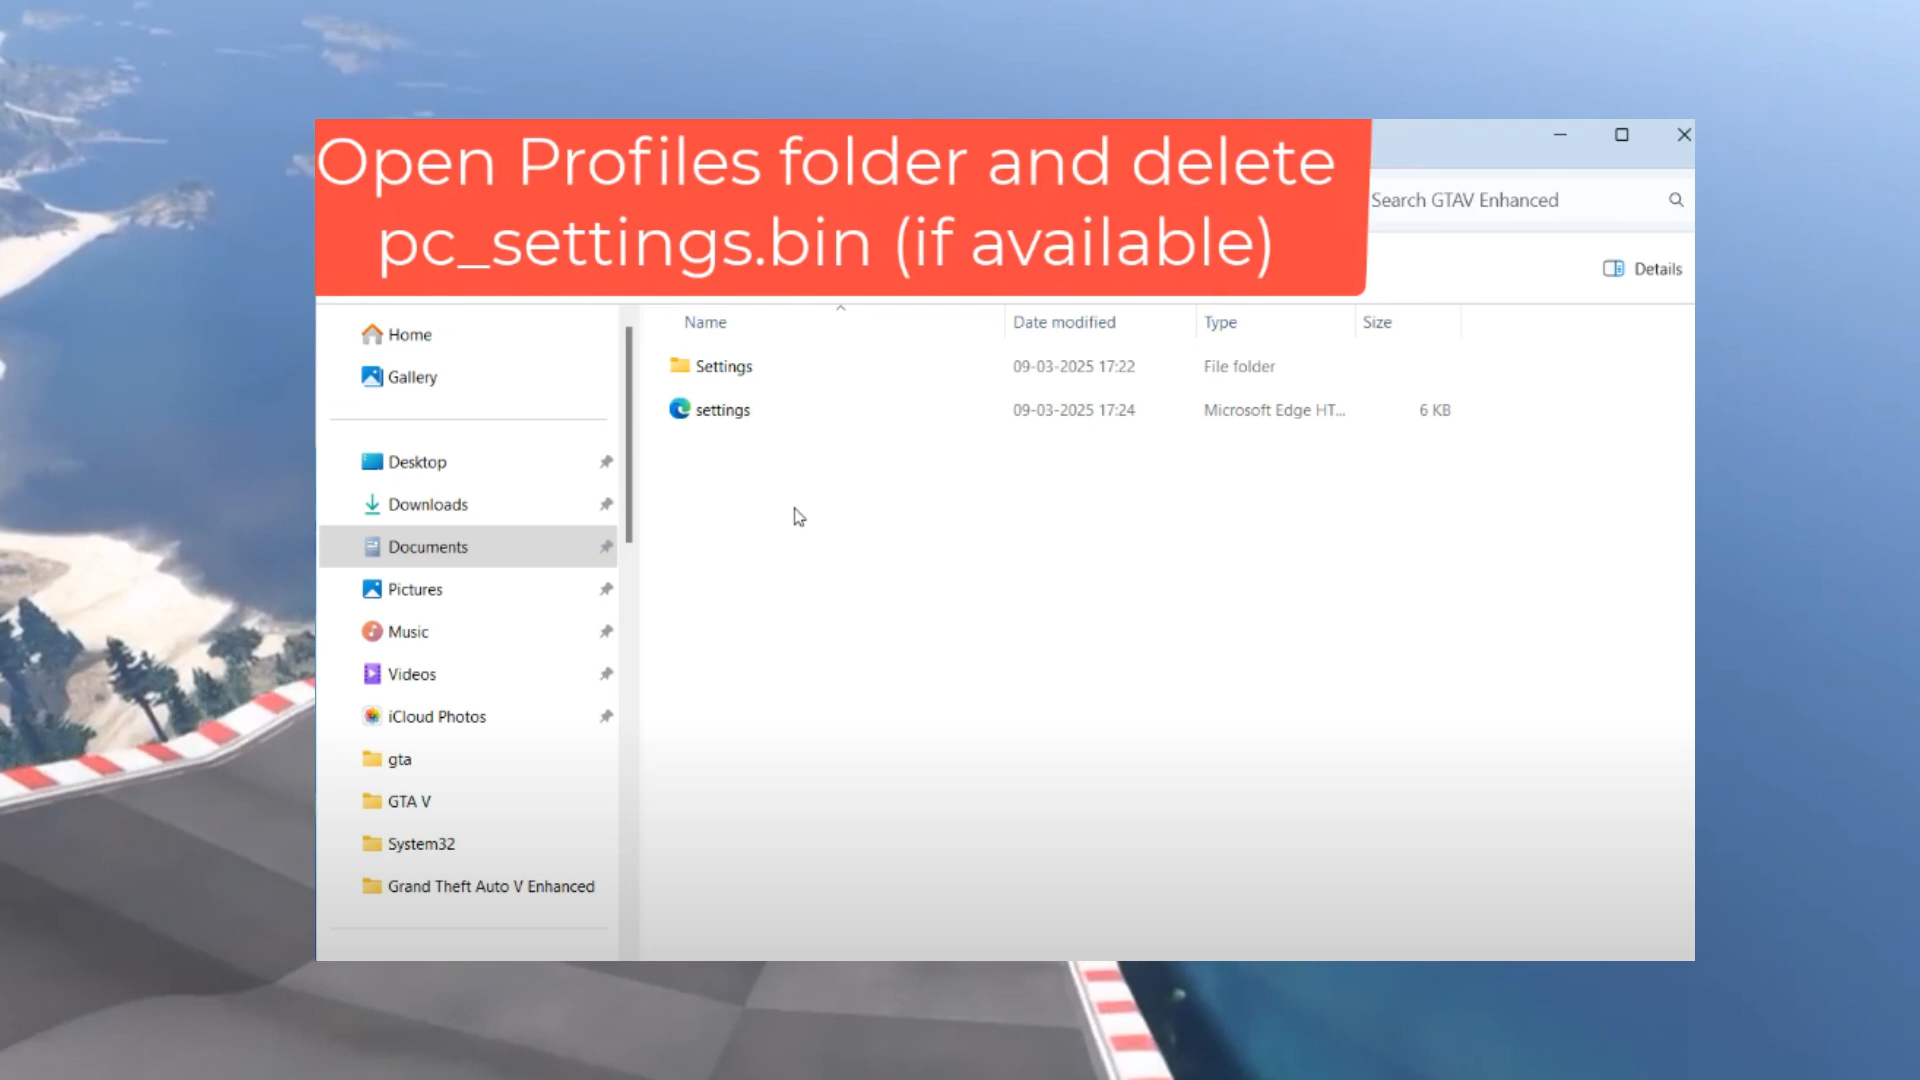 Open Profiles folder and delete
pc_settings.bin (if available)
Search GTAV Enhanced
Details
Home
Gallery
Desktop
Downloads
Documents
Pictures
Music
Videos
iCloud Photos
gta
GTA V
System32
Grand Theft Auto V Enhanced
Name Date modified Type Size
Settings 09-03-2025 17:22 File folder
settings 09-03-2025 17:24 Microsoft Edge HT... 6 KB